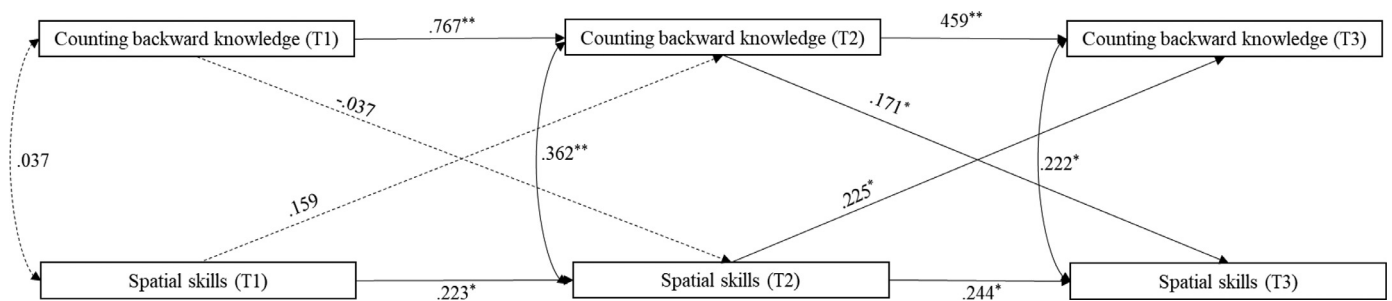 .767**
459**
Counting backward knowledge (T1)
Counting backward knowledge (T2)
Counting backward knowledge (T3)
-.037
.171*
.037
.362**
.222*
.159
.225*
Spatial skills (T1)
Spatial skills (T2)
Spatial skills (T3)
.223*
.244*